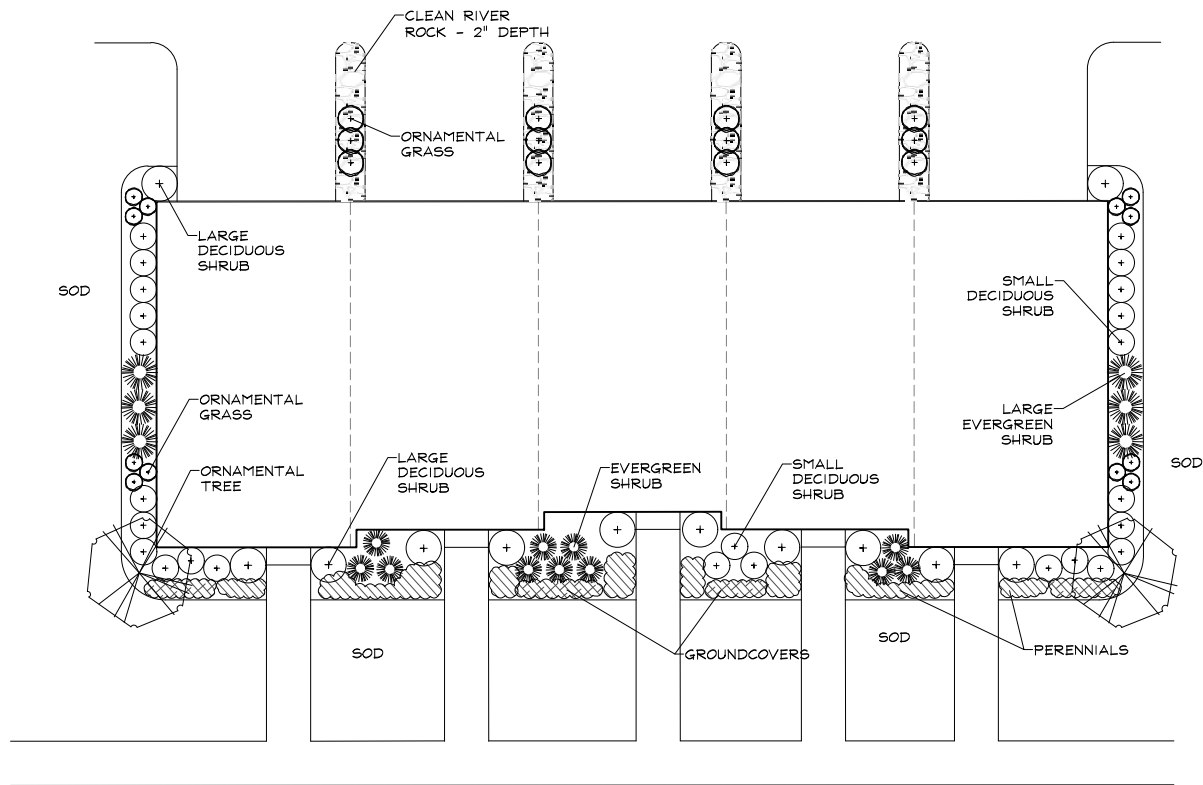 CLEAN RIVER
ROCK - 2" DEPTH
ORNAMENTAL
GRASS
LARGE
DECIDUOUS
SHRUB
SOD
SMALL
DECIDUOUS
SHRUB
ORNAMENTAL
GRASS
LARGE
EVERGREEN
SHRUB
ORNAMENTAL
TREE
LARGE
DECIDUOUS
SHRUB
EVERGREEN
SHRUB
SMALL
DECIDUOUS
SHRUB
SOD
SOD
GROUNDCOVERS
SOD
PERENNIALS